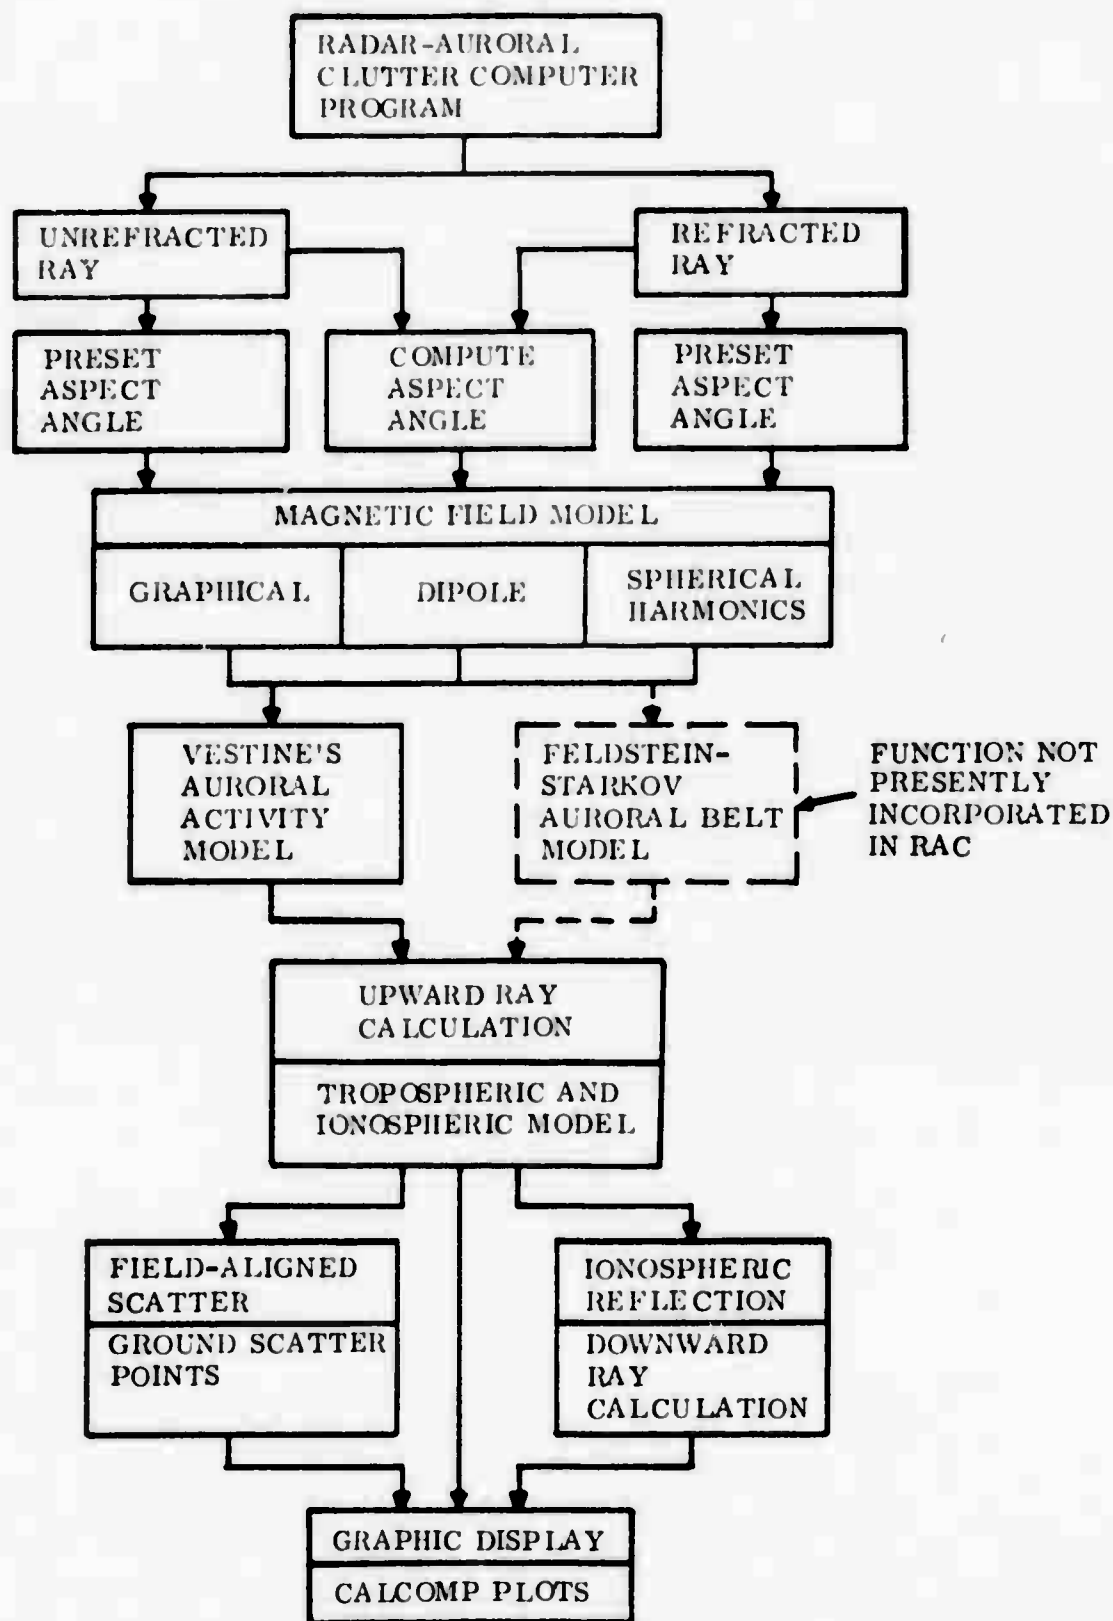 RADAR-AURORAL
CLUTTER COMPUTER
PROGRAM
UNREFRACTED
RAY
REFRACTED
RAY
PRESET
ASPECT
ANGLE
COMPUTE
ASPECT
ANGLE
PRESET
ASPECT
ANGLE
MAGNETIC FIELD MODEL
GRAPHICAL
DIPOLE
SPHERICAL
HARMONICS
VESTINE'S
AURORAL
ACTIVITY
MODEL
FELDSTEIN-
STARKOV
AURORAL BELT
MODEL
FUNCTION NOT
PRESENTLY
INCORPORATED
IN RAC
UPWARD RAY
CALCULATION
TROPOSPHERIC AND
IONOSPHERIC MODEL
FIELD-ALIGNED
SCATTER
GROUND SCATTER
POINTS
IONOSPHERIC
REFLECTION
DOWNWARD
RAY
CALCULATION
GRAPHIC DISPLAY
CALCOMP PLOTS